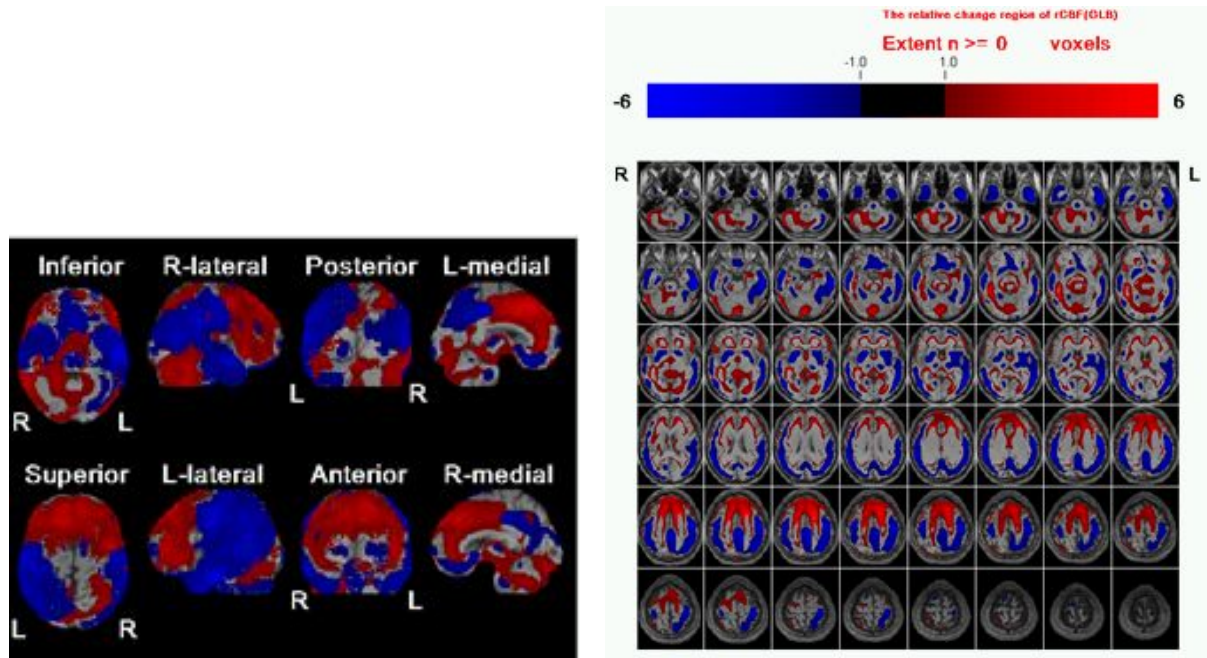 The relative change region of rCBF(GLB)
Extent n >= 0 voxels
-1.0 1.0
-6 6
R L
Inferior R-lateral Posterior L-medial
R L L R
Superior L-lateral Anterior R-medial
L R R L